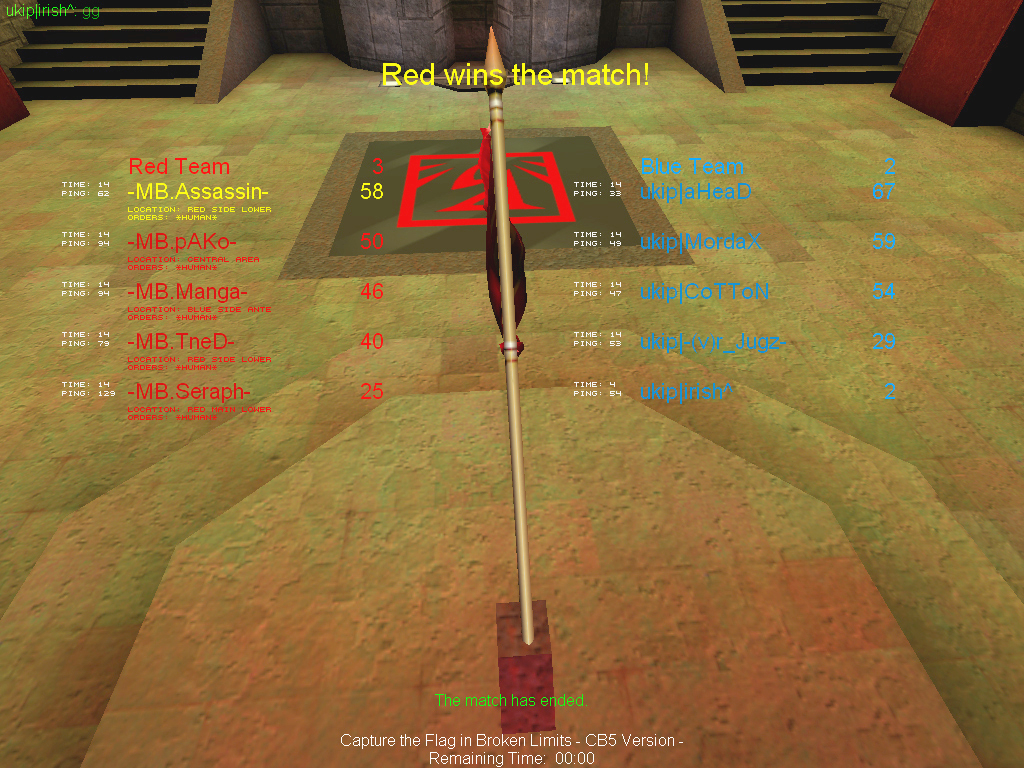 ukip|irish^: gg
Red wins the match!
Red Team 3
TIME: 14
PING: 62
-MB.Assassin- 58
LOCATION: RED SIDE LOWER
ORDERS: *HUMAN*
TIME: 14
PING: 94
-MB.pAKo- 50
LOCATION: CENTRAL AREA
ORDERS: *HUMAN*
TIME: 14
PING: 94
-MB.Manga- 46
LOCATION: BLUE SIDE ANTE
ORDERS: *HUMAN*
TIME: 14
PING: 79
-MB.TneD- 40
LOCATION: RED SIDE LOWER
ORDERS: *HUMAN*
TIME: 14
PING: 129
-MB.Seraph- 25
LOCATION: RED MAIN LOWER
ORDERS: *HUMAN*
Blue Team 2
TIME: 14
PING: 33
ukip|aHeaD 67
TIME: 14
PING: 49
ukip|MordaX 59
TIME: 14
PING: 47
ukip|CoTToN 54
TIME: 14
PING: 53
ukip|-(v)r_Jugz- 29
TIME: 4
PING: 54
ukip|irish^ 2
The match has ended.
Capture the Flag in Broken Limits - CB5 Version -
Remaining Time: 00:00